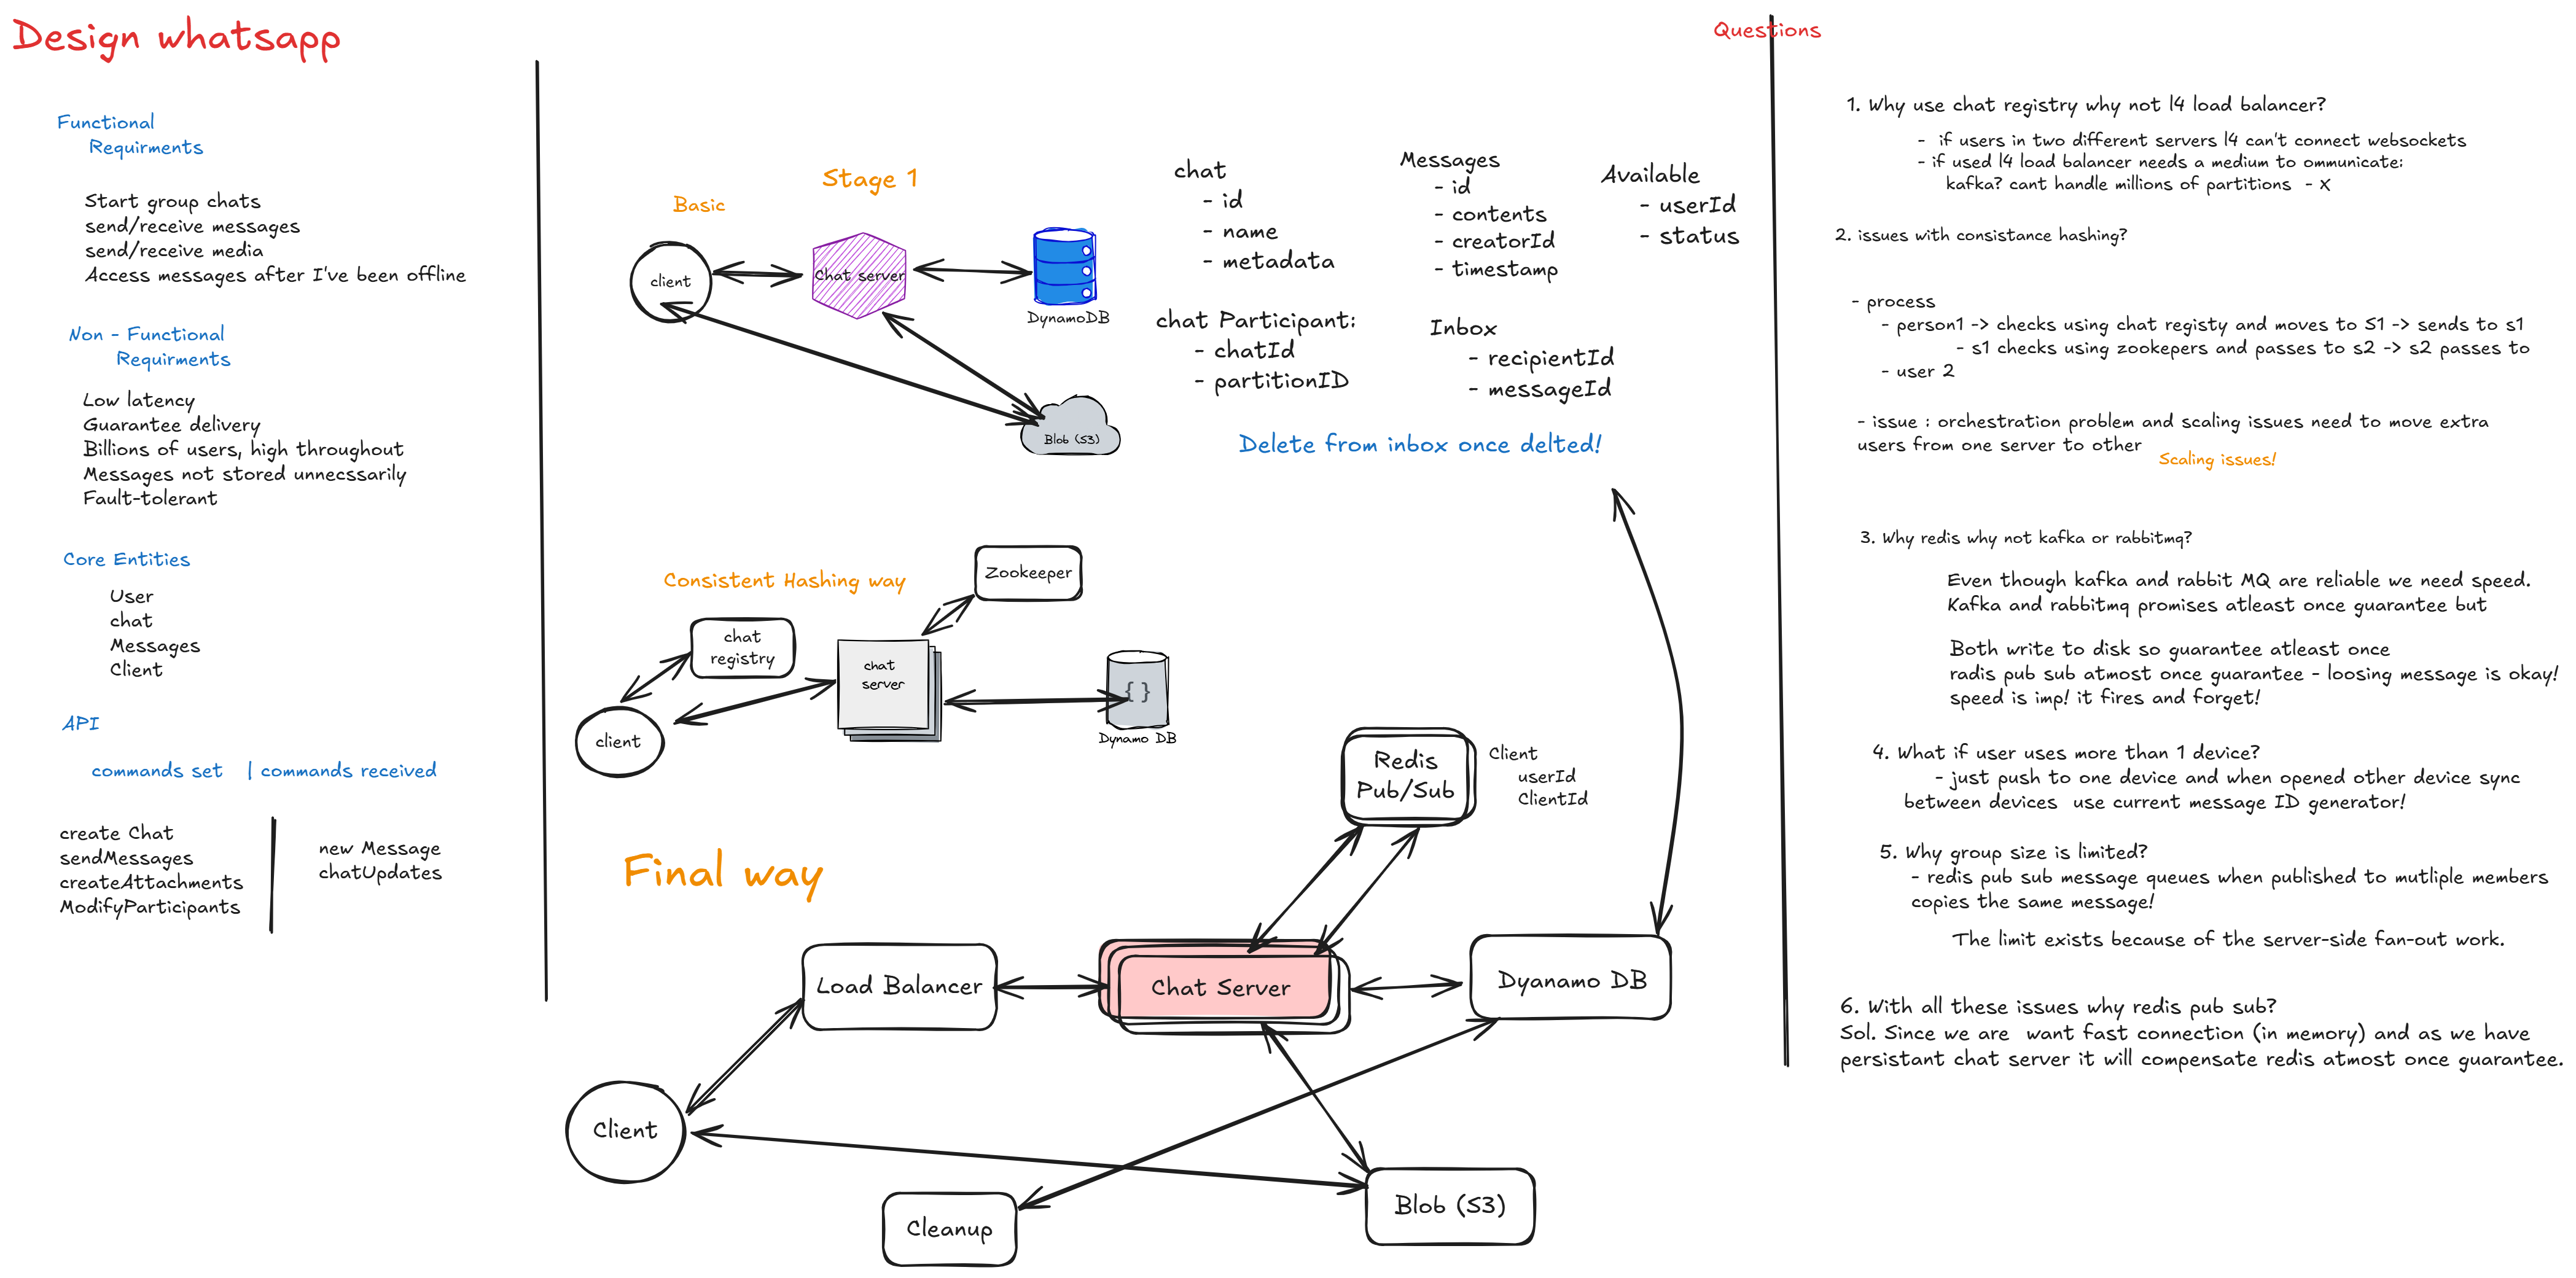 Design whatsapp
Functional
Requirments
Start group chats
send/receive messages
send/receive media
Access messages after I've been offline
Non - Functional
Requirments
Low latency
Guarantee delivery
Billions of users, high throughout
Messages not stored unnecssarily
Fault-tolerant
Core Entities
User
chat
Messages
Client
API
commands set | commands received
create Chat
sendMessages
createAttachments
ModifyParticipants
new Message
chatUpdates
Stage 1
Basic
client
Chat server
DynamoDB
Blob (S3)
chat
- id
- name
- metadata
Messages
- id
- contents
- creatorId
- timestamp
Available
- userId
- status
chat Participant:
- chatId
- partitionID
Inbox
- recipientId
- messageId
Delete from inbox once delted!
Consistent Hashing way
Zookeeper
chat
registry
chat
server
client
{ }
Dynamo DB
Redis
Pub/Sub
Client
userId
ClientId
Final way
Load Balancer
Chat Server
Dyanamo DB
Client
Cleanup
Blob (S3)
Questions
1. Why use chat registry why not l4 load balancer?
- if users in two different servers l4 can't connect websockets
- if used l4 load balancer needs a medium to ommunicate:
kafka? cant handle millions of partitions - X
2. issues with consistance hashing?
- process
- person1 -> checks using chat registy and moves to S1 -> sends to s1
- s1 checks using zookepers and passes to s2 -> s2 passes to
- user 2
- issue : orchestration problem and scaling issues need to move extra
users from one server to other
Scaling issues!
3. Why redis why not kafka or rabbitmq?
Even though kafka and rabbit MQ are reliable we need speed.
Kafka and rabbitmq promises atleast once guarantee but
Both write to disk so guarantee atleast once
radis pub sub atmost once guarantee - loosing message is okay!
speed is imp! it fires and forget!
4. What if user uses more than 1 device?
- just push to one device and when opened other device sync
between devices use current message ID generator!
5. Why group size is limited?
- redis pub sub message queues when published to mutliple members
copies the same message!
The limit exists because of the server-side fan-out work.
6. With all these issues why redis pub sub?
Sol. Since we are want fast connection (in memory) and as we have
persistant chat server it will compensate redis atmost once guarantee.